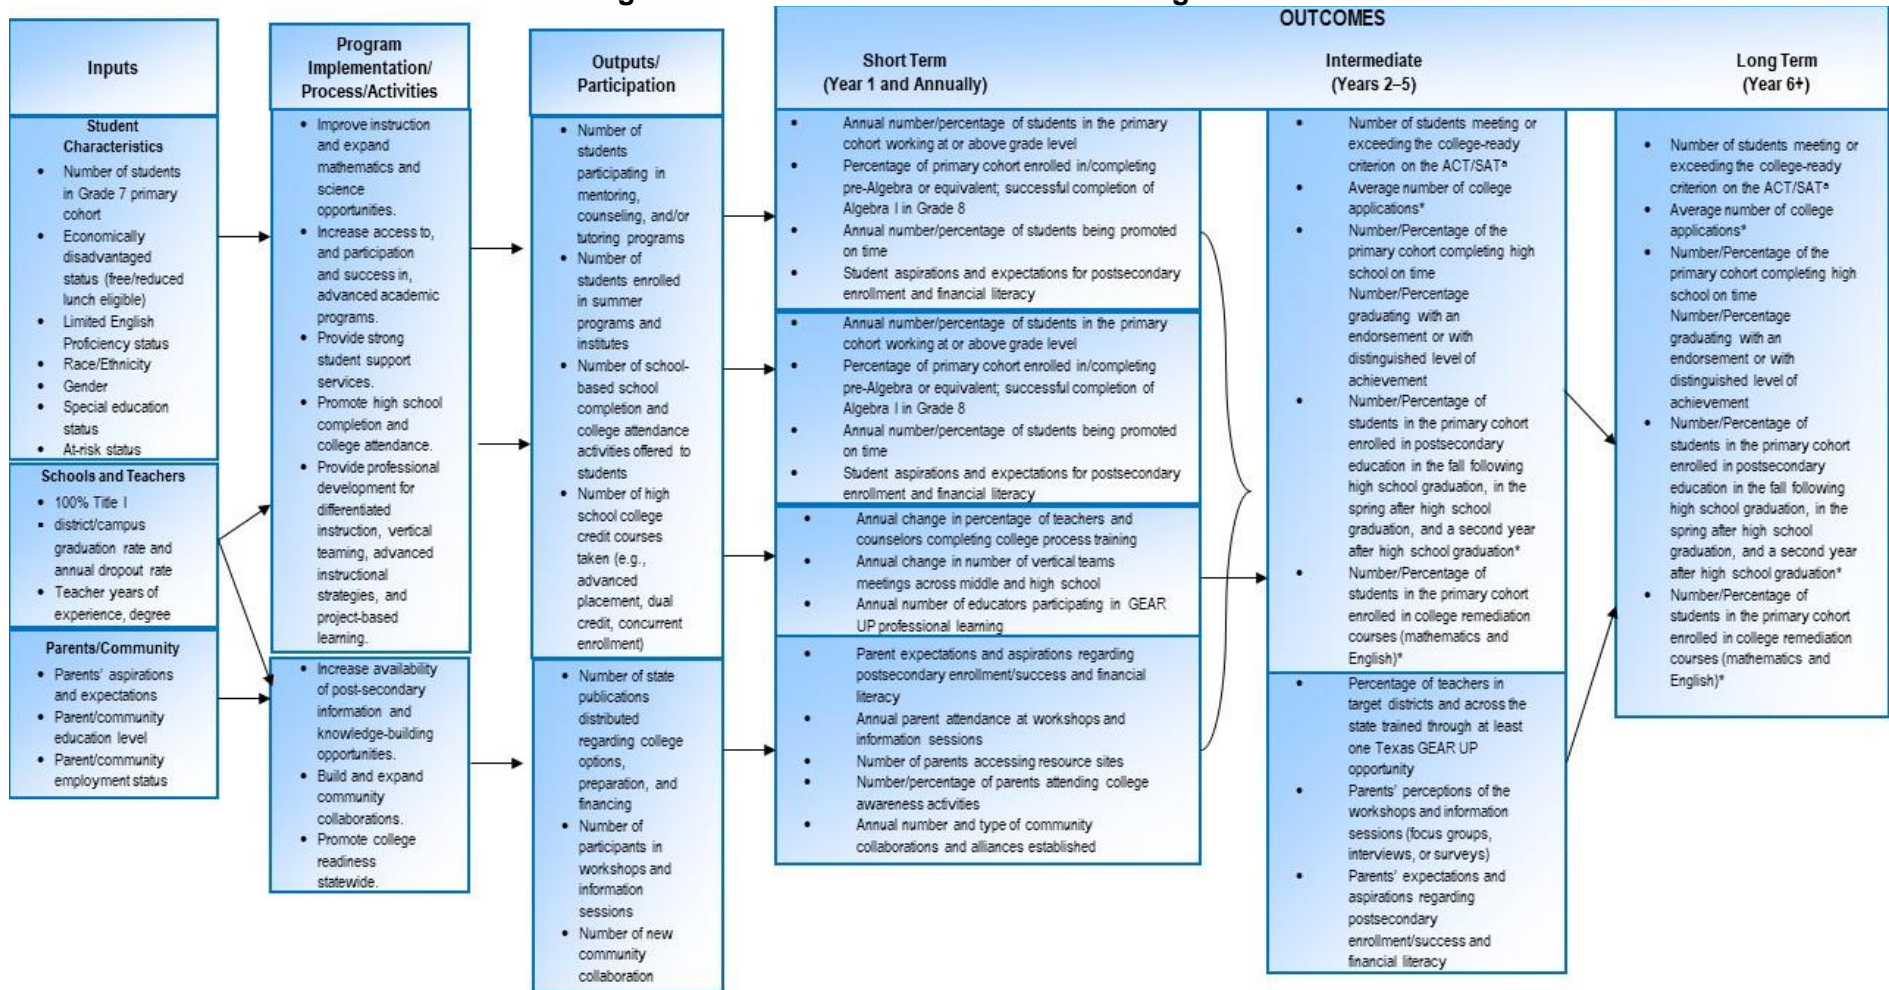 OUTCOMES
Inputs
Program
Implementation/
Process/Activities
Outputs/
Participation
Short Term
(Year 1 and Annually)
Intermediate
(Years 2–5)
Long Term
(Year 6+)
Student
Characteristics
• Number of students
in Grade 7 primary
cohort
• Economically
disadvantaged
status (free/reduced
lunch eligible)
• Limited English
Proficiency status
• Race/Ethnicity
• Gender
• Special education
status
• At-risk status
Schools and Teachers
• 100% Title I
▪ district/campus
graduation rate and
annual dropout rate
• Teacher years of
experience, degree
Parents/Community
• Parents' aspirations
and expectations
• Parent/community
education level
• Parent/community
employment status
• Improve instruction
and expand
mathematics and
science
opportunities.
• Increase access to,
and participation
and success in,
advanced academic
programs.
• Provide strong
student support
services.
• Promote high school
completion and
college attendance.
• Provide professional
development for
differentiated
instruction, vertical
teaming, advanced
instructional
strategies, and
project-based
learning.
• Increase availability
of post-secondary
information and
knowledge-building
opportunities.
• Build and expand
community
collaborations.
• Promote college
readiness
statewide.
• Number of
students
participating in
mentoring,
counseling, and/or
tutoring programs
• Number of
students enrolled
in summer
programs and
institutes
• Number of school-
based school
completion and
college attendance
activities offered to
students
• Number of high
school college
credit courses
taken (e.g.,
advanced
placement, dual
credit, concurrent
enrollment)
• Number of state
publications
distributed
regarding college
options,
preparation, and
financing
• Number of
participants in
workshops and
information
sessions
• Number of new
community
collaboration
• Annual number/percentage of students in the primary
cohort working at or above grade level
• Percentage of primary cohort enrolled in/completing
pre-Algebra or equivalent; successful completion of
Algebra I in Grade 8
• Annual number/percentage of students being promoted
on time
• Student aspirations and expectations for postsecondary
enrollment and financial literacy
• Annual number/percentage of students in the primary
cohort working at or above grade level
• Percentage of primary cohort enrolled in/completing
pre-Algebra or equivalent; successful completion of
Algebra I in Grade 8
• Annual number/percentage of students being promoted
on time
• Student aspirations and expectations for postsecondary
enrollment and financial literacy
• Annual change in percentage of teachers and
counselors completing college process training
• Annual change in number of vertical teams
meetings across middle and high school
• Annual number of educators participating in GEAR
UP professional learning
• Parent expectations and aspirations regarding
postsecondary enrollment/success and financial
literacy
• Annual parent attendance at workshops and
information sessions
• Number of parents accessing resource sites
• Number/percentage of parents attending college
awareness activities
• Annual number and type of community
collaborations and alliances established
• Number of students meeting or
exceeding the college-ready
criterion on the ACT/SATª
• Average number of college
applications*
• Number/Percentage of the
primary cohort completing high
school on time
Number/Percentage
graduating with an
endorsement or with
distinguished level of
achievement
• Number/Percentage of
students in the primary cohort
enrolled in postsecondary
education in the fall following
high school graduation, in the
spring after high school
graduation, and a second year
after high school graduation*
• Number/Percentage of
students in the primary cohort
enrolled in college remediation
courses (mathematics and
English)*
• Percentage of teachers in
target districts and across the
state trained through at least
one Texas GEAR UP
opportunity
• Parents' perceptions of the
workshops and information
sessions (focus groups,
interviews, or surveys)
• Parents' expectations and
aspirations regarding
postsecondary
enrollment/success and
financial literacy
• Number of students meeting or
exceeding the college-ready
criterion on the ACT/SATª
• Average number of college
applications*
• Number/Percentage of the
primary cohort completing high
school on time
Number/Percentage
graduating with an
endorsement or with
distinguished level of
achievement
• Number/Percentage of
students in the primary cohort
enrolled in postsecondary
education in the fall following
high school graduation, in the
spring after high school
graduation, and a second year
after high school graduation*
• Number/Percentage of
students in the primary cohort
enrolled in college remediation
courses (mathematics and
English)*